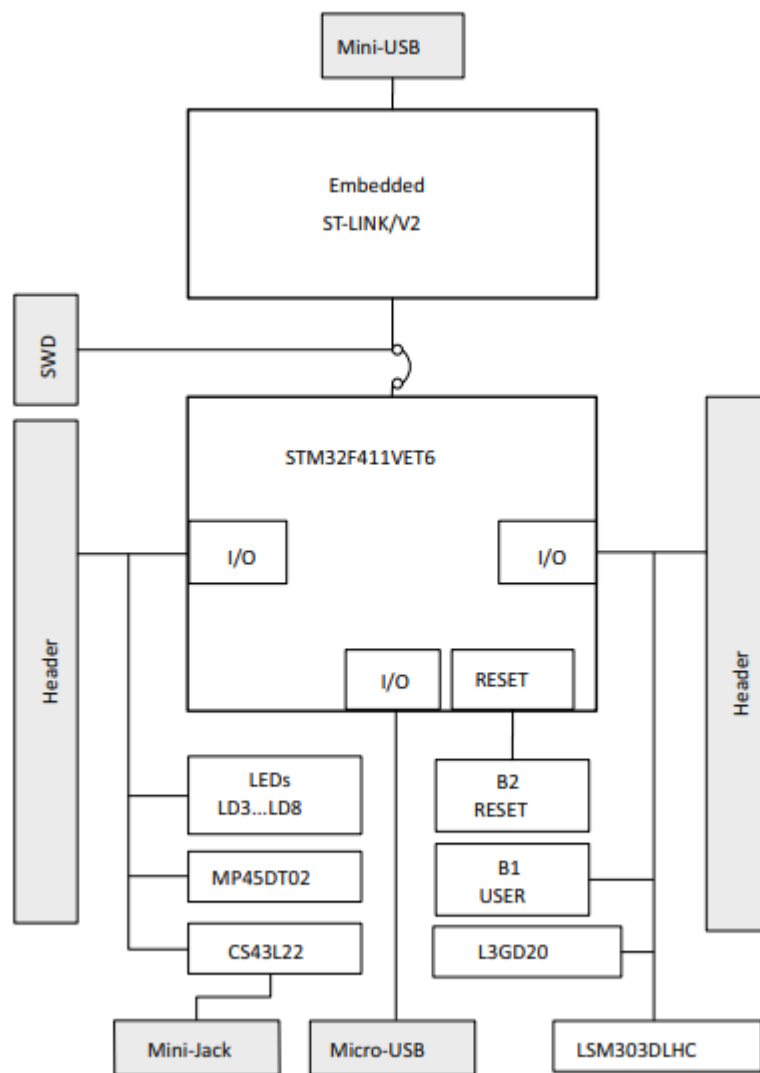 Mini-USB
Embedded
ST-LINK/V2
SWD
STM32F411VET6
I/O
I/O
Header
I/O
RESET
Header
LEDs
LD3...LD8
B2
RESET
MP45DT02
B1
USER
CS43L22
L3GD20
Mini-Jack
Micro-USB
LSM303DLHC